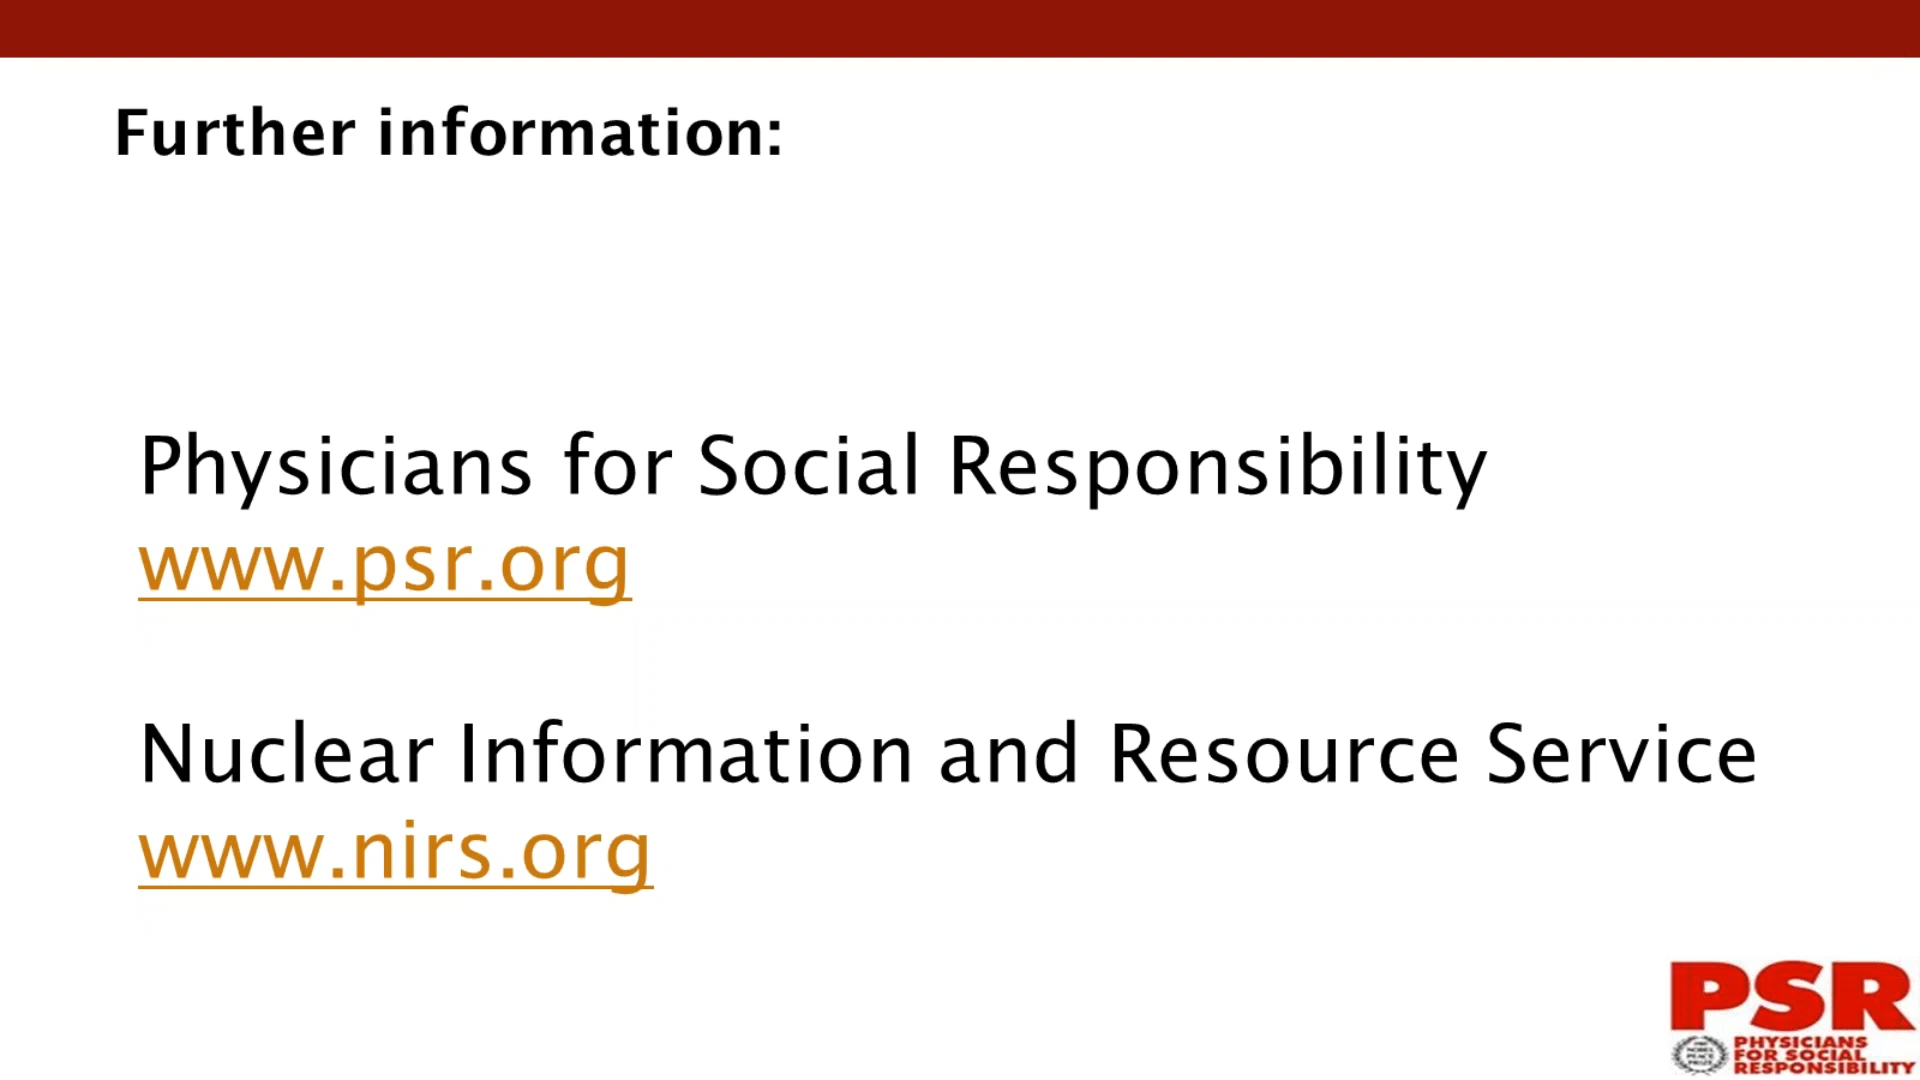 Further information:
Physicians for Social Responsibility
www.psr.org
Nuclear Information and Resource Service
www.nirs.org
PSR
PHYSICIANS
FOR SOCIAL
RESPONSIBILITY